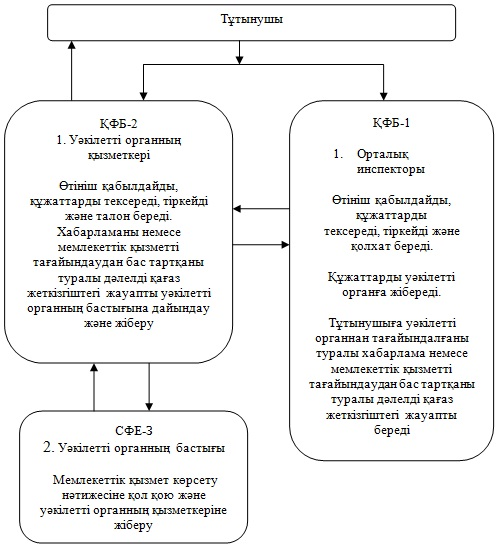 Тұтынушы
ҚФБ-2
1. Уәкілетті органның
қызметкері
Өтініш қабылдайды,
құжаттарды тексереді, тіркейді
және талон береді.
Хабарламаны немесе
мемлекеттік қызметті
тағайындаудан бас тартқаны
туралы дәлелді қағаз
жеткізгіштегі жауапты уәкілетті
органның бастығына дайындау
және жіберу
ҚФБ-1
1. Орталық
инспекторы
Өтініш қабылдайды,
құжаттарды
тексереді, тіркейді және
қолхат береді.
Құжаттарды уәкілетті
органға жібереді.
Тұтынушыға уәкілетті
органнан тағайындалғаны
туралы хабарлама немесе
мемлекеттік қызметті
тағайындаудан бас тартқаны
туралы дәлелді қағаз
жеткізгіштегі жауапты
береді
СФЕ-3
2. Уәкілетті органның бастығы
Мемлекеттік қызмет көрсету
нәтижесіне қол қою және
уәкілетті органның қызметкеріне
жіберу